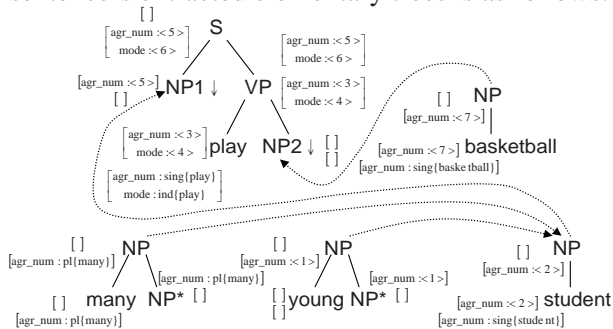 [ ] S
[agr_num :< 5 >
mode :< 6 >]
[agr_num :< 5 >
mode :< 6 >]
[agr_num :< 5 >] NP1 ↓ VP [agr_num :< 3 >
[ ] mode :< 4 >]
[ ] NP
[agr_num :< 7 >]
[agr_num :< 3 >
mode :< 4 >] play NP2 ↓ [ ]
[ ]
[agr_num :< 7 >] basketball
[agr_num : sing{basketball}]
[agr_num : sing{play}
mode : ind{play}]
[ ] NP
[agr_num : pl{many}]
[agr_num : pl{many}]
[ ] many NP* [ ]
[agr_num : pl{many}]
[ ] NP
[agr_num :< 1 >]
[agr_num :< 1 >]
[ ] young NP* [ ]
[ ]
[ ] NP
[agr_num :< 2 >]
[agr_num :< 2 >] student
[agr_num : sing{student}]